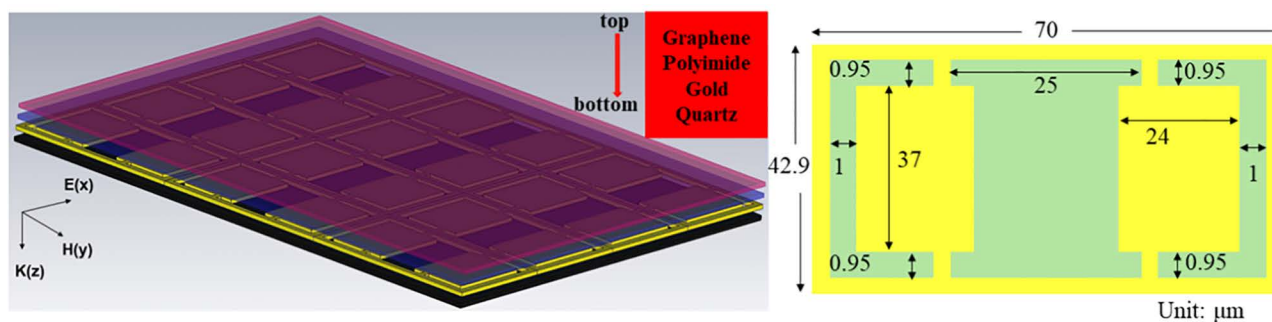 top
bottom
Graphene
Polyimide
Gold
Quartz
E(x)
H(y)
K(z)
70
0.95
25
0.95
42.9
1
37
24
1
0.95
0.95
Unit: μm